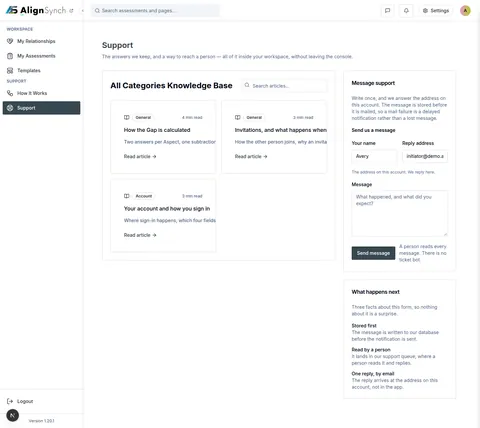 AlignSynch
Search assessments and pages...
Settings
A
WORKSPACE
My Relationships
My Assessments
Templates
SUPPORT
How It Works
Support
Logout
N
Version 1.20.1
Support
The answers we keep, and a way to reach a person — all of it inside your workspace, without leaving the console.
All Categories Knowledge Base
Search articles...
General
4 min read
How the Gap is calculated
Two answers per Aspect, one subtraction
Read article →
General
2 min read
Invitations, and what happens when
How the other person joins, why an invita
Read article →
Account
3 min read
Your account and how you sign in
Where sign-in happens, which four fields
Read article →
Message support
Write once, and we answer the address on
this account. The message is stored before
it is mailed, so a mail failure is a delayed
notification rather than a lost message.
Send us a message
Your name
Reply address
Avery
initiator@demo.a
The address on this account. We reply here.
Message
What happened, and what did you
expect?
Send message
A person reads every
message. There is no
ticket bot.
What happens next
Three facts about this form, so nothing
about it is a surprise.
Stored first
The message is written to our database
before the notification is sent.
Read by a person
It lands in our support queue, where a
person reads it and replies.
One reply, by email
The reply arrives at the address on this
account, not in the app.